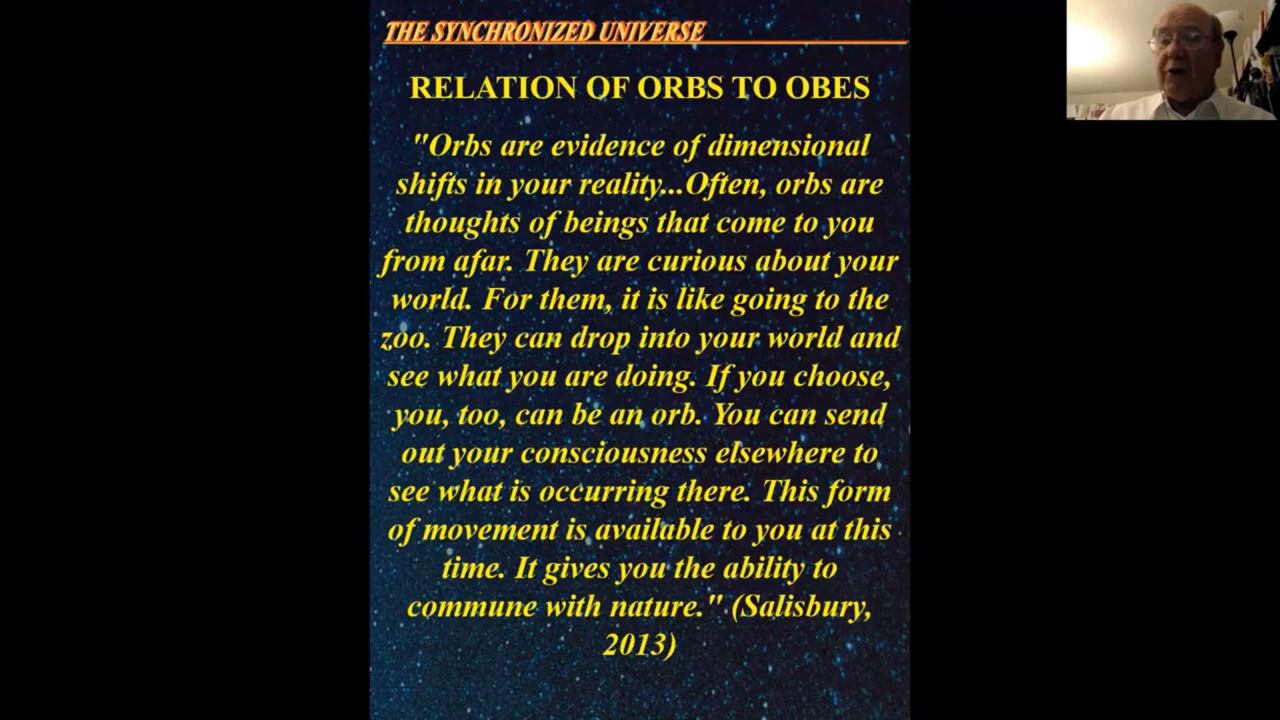 THE SYNCHRONIZED UNIVERSE
RELATION OF ORBS TO OBES
"Orbs are evidence of dimensional
shifts in your reality...Often, orbs are
thoughts of beings that come to you
from afar. They are curious about your
world. For them, it is like going to the
zoo. They can drop into your world and
see what you are doing. If you choose,
you, too, can be an orb. You can send
out your consciousness elsewhere to
see what is occurring there. This form
of movement is available to you at this
time. It gives you the ability to
commune with nature." (Salisbury,
2013)